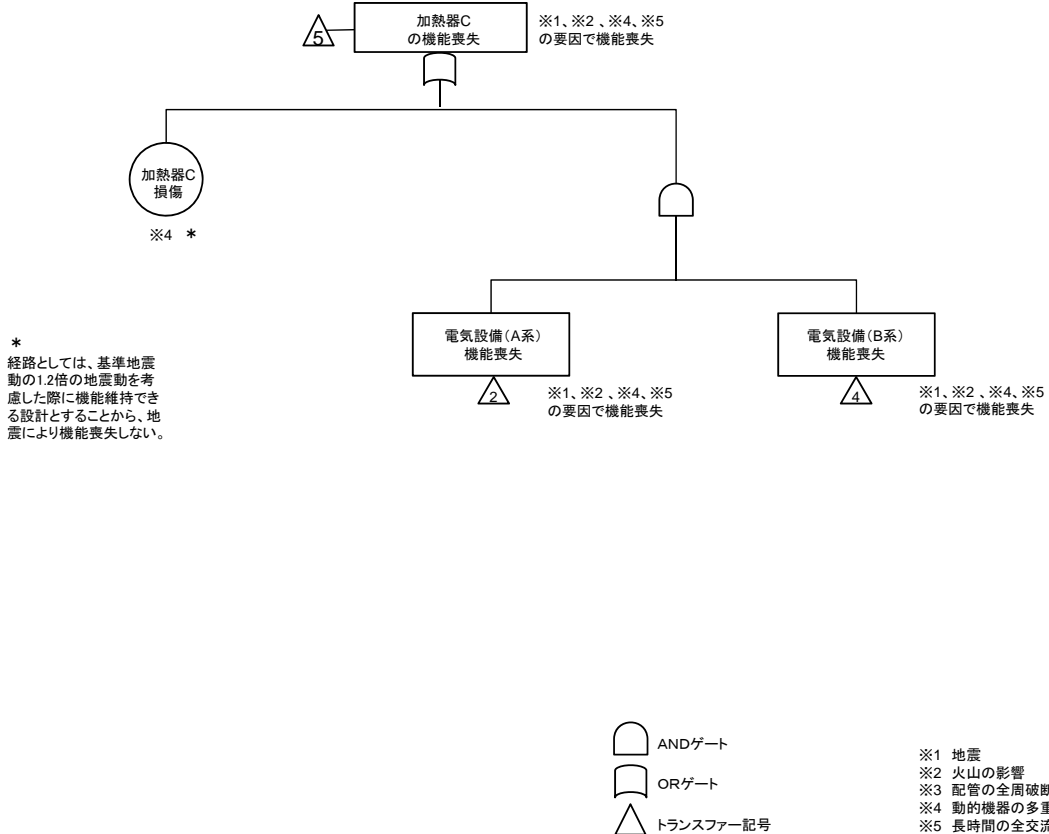 5
加熱器C
の機能喪失
※1、※2 、※4、※5
の要因で機能喪失
加熱器C
損傷
※4 *
*
経路としては、基準地震
動の1.2倍の地震動を考
慮した際に機能維持でき
る設計とすることから、地
震により機能喪失しない。
電気設備(A系)
機能喪失
2
※1、※2 、※4、※5
の要因で機能喪失
電気設備(B系)
機能喪失
4
※1、※2 、※4、※5
の要因で機能喪失
ANDゲート
ORゲート
トランスファー記号
※1 地震
※2 火山の影響
※3 配管の全周破断
※4 動的機器の多重
※5 長時間の全交流